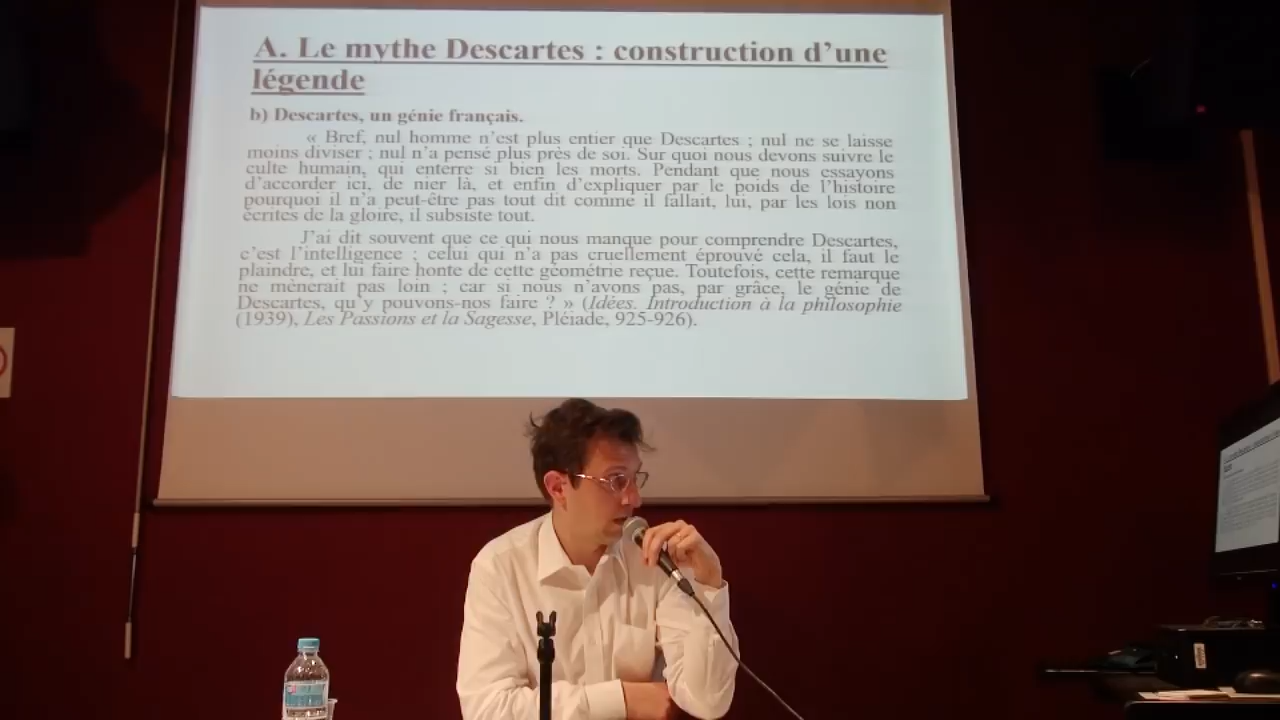 A. Le mythe Descartes : construction d’une
légende
b) Descartes, un génie français.
« Bref, nul homme n’est plus entier que Descartes ; nul ne se laisse
moins diviser ; nul n’a pensé plus près de soi. Sur quoi nous devons suivre le
culte humain, qui enterre si bien les morts. Pendant que nous essayons
d’accorder ici, de nier là, et enfin d’expliquer par le poids de l’histoire
pourquoi il n’a peut-être pas tout dit comme il fallait, lui, par les lois non
écrites de la gloire, il subsiste tout.
J’ai dit souvent que ce qui nous manque pour comprendre Descartes,
c’est l’intelligence ; celui qui n’a pas cruellement éprouvé cela, il faut le
plaindre, et lui faire honte de cette géométrie reçue. Toutefois, cette remarque
ne mènerait pas loin ; car si nous n’avons pas, par grâce, le génie de
Descartes, qu’y pouvons-nos faire ? » (Idées. Introduction à la philosophie
(1939), Les Passions et la Sagesse, Pléiade, 925-926).